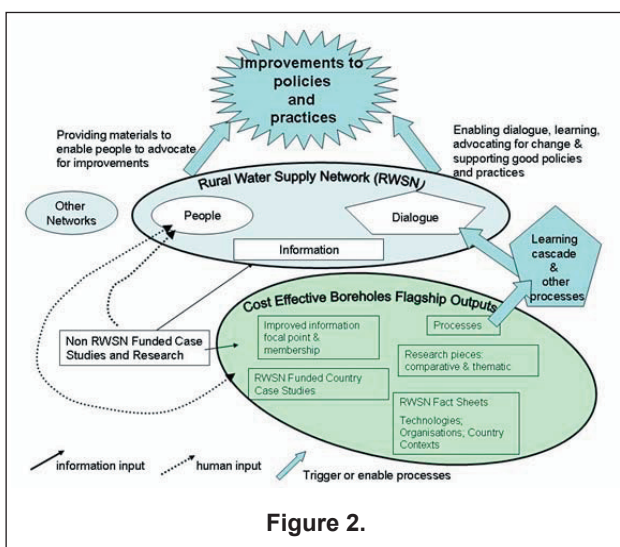 Improvements to
policies
and
practices
Providing materials to
enable people to advocate
for improvements
Enabling dialogue, learning,
advocating for change &
supporting good policies
and practices
Rural Water Supply Network (RWSN)
Other
Networks
People
Dialogue
Information
Learning
cascade
&
other
processes
Cost Effective Boreholes Flagship Outputs
Improved information
focal point &
membership
Processes
Non RWSN Funded Case
Studies and Research
Research pieces:
comparative & thematic
RWSN Funded Country
Case Studies
RWSN Fact Sheets
Technologies;
Organisations; Country
Contexts
information input
human input
Trigger or enable processes
Figure 2.